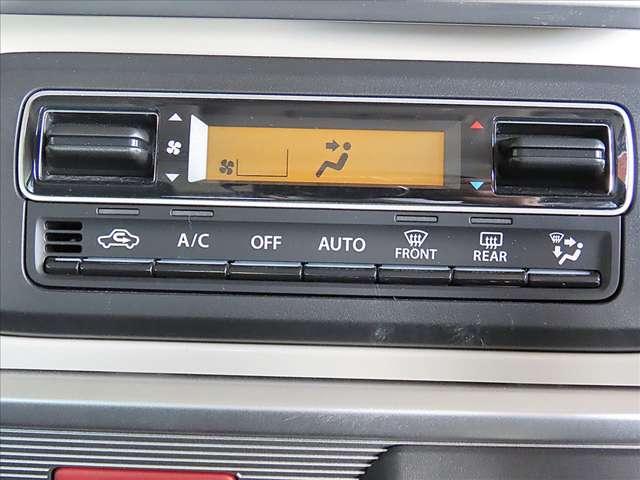 A/C OFF AUTO FRONT REAR